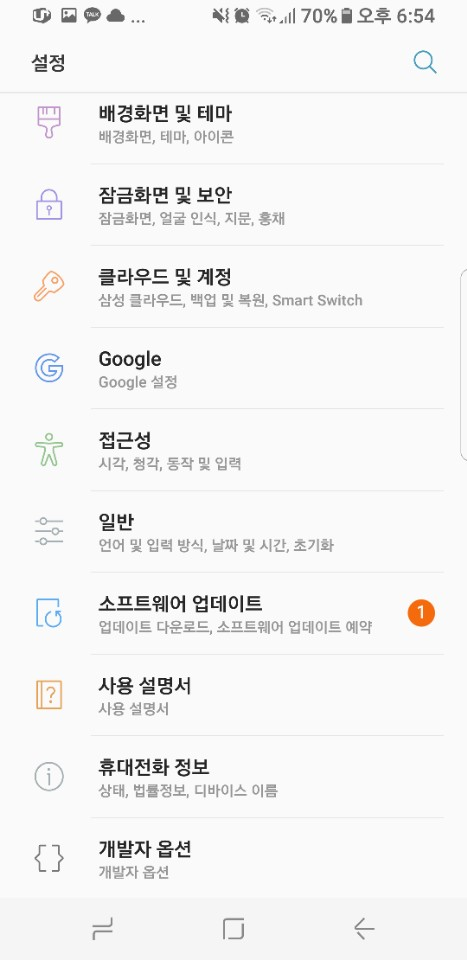 U+ TALK ... 70% 오후 6:54
설정
배경화면 및 테마
배경화면, 테마, 아이콘
잠금화면 및 보안
잠금화면, 얼굴 인식, 지문, 홍채
클라우드 및 계정
삼성 클라우드, 백업 및 복원, Smart Switch
Google
Google 설정
접근성
시각, 청각, 동작 및 입력
일반
언어 및 입력 방식, 날짜 및 시간, 초기화
소프트웨어 업데이트
1
업데이트 다운로드, 소프트웨어 업데이트 예약
사용 설명서
사용 설명서
휴대전화 정보
상태, 법률정보, 디바이스 이름
개발자 옵션
개발자 옵션